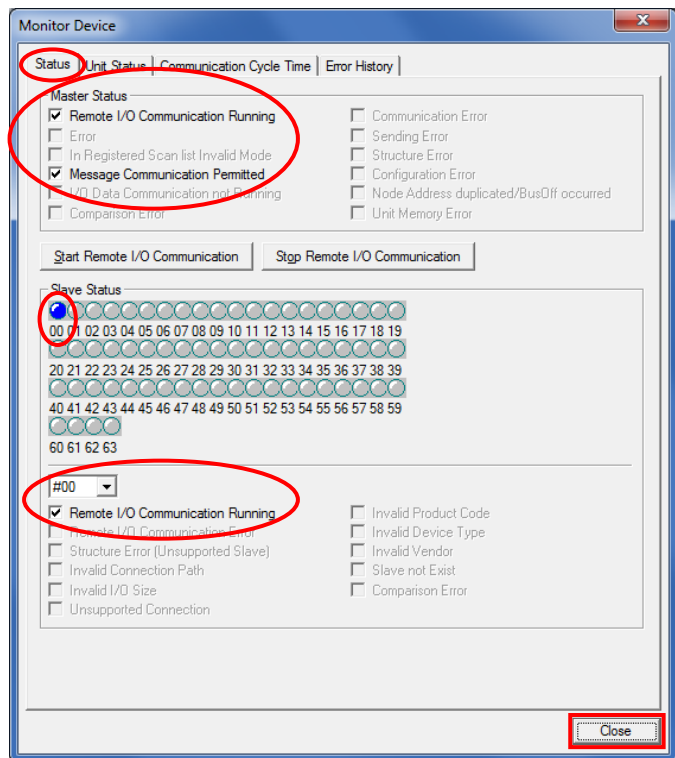 Monitor Device
Status Unit Status Communication Cycle Time Error History
Master Status
Remote I/O Communication Running
Error
In Registered Scan list Invalid Mode
Message Communication Permitted
I/O Data Communication not Running
Comparison Error
Communication Error
Sending Error
Structure Error
Configuration Error
Node Address duplicated/BusOff occurred
Unit Memory Error
Start Remote I/O Communication Stop Remote I/O Communication
Slave Status
00 01 02 03 04 05 06 07 08 09 10 11 12 13 14 15 16 17 18 19
20 21 22 23 24 25 26 27 28 29 30 31 32 33 34 35 36 37 38 39
40 41 42 43 44 45 46 47 48 49 50 51 52 53 54 55 56 57 58 59
60 61 62 63
#00
Remote I/O Communication Running
Remote I/O Communication Error
Structure Error (Unsupported Slave)
Invalid Connection Path
Invalid I/O Size
Unsupported Connection
Invalid Product Code
Invalid Device Type
Invalid Vendor
Slave not Exist
Comparison Error
Close